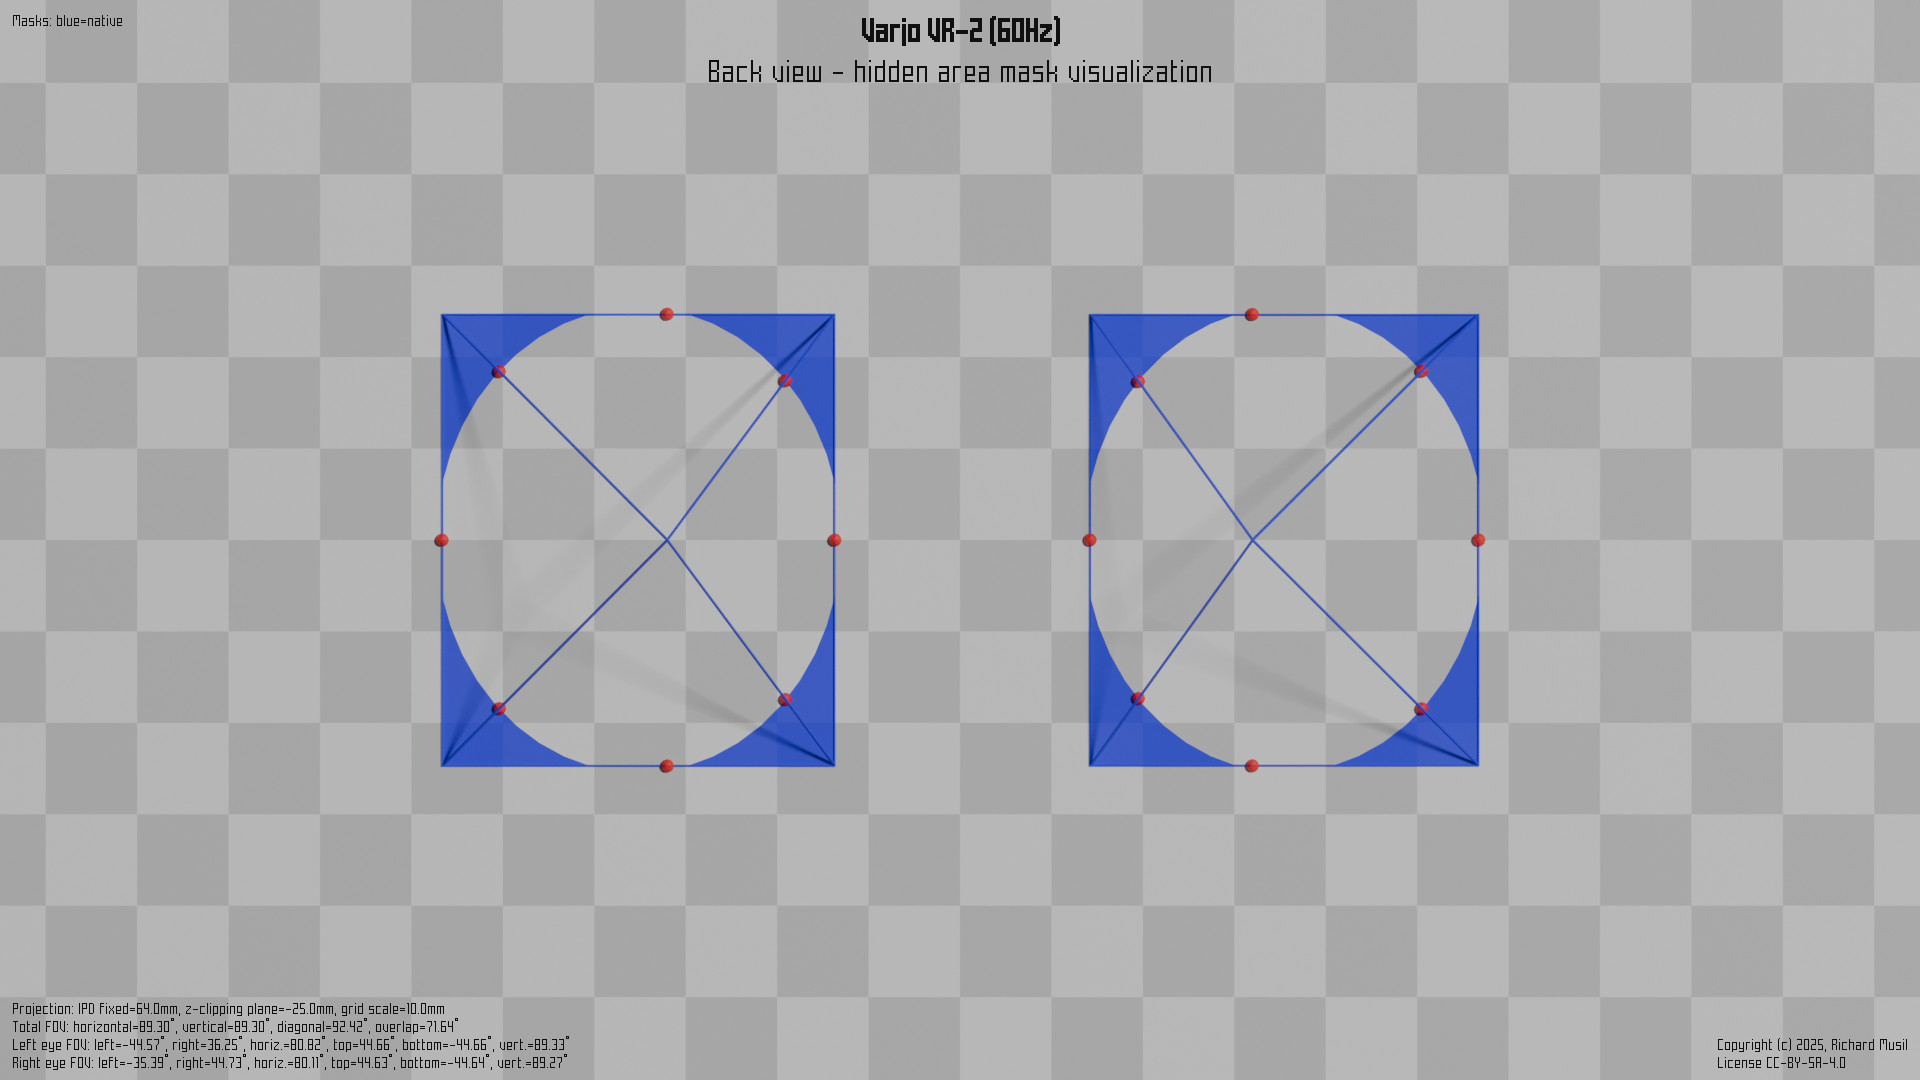 Masks: blue=native
Varjo VR-2 (60Hz)
Back view - hidden area mask visualization
Projection: IPD fixed=64.0mm, z-clipping plane=-25.0mm, grid scale=10.0mm
Total FOV: horizontal=89.30°, vertical=89.30°, diagonal=92.42°, overlap=71.64°
Left eye FOV: left=-44.57°, right=36.25°, horiz.=80.82°, top=44.66°, bottom=-44.66°, vert.=89.33°
Right eye FOV: left=-35.39°, right=44.73°, horiz.=80.11°, top=44.63°, bottom=-44.64°, vert.=89.27°
Copyright (c) 2025, Richard Musil
License CC-BY-SA-4.0